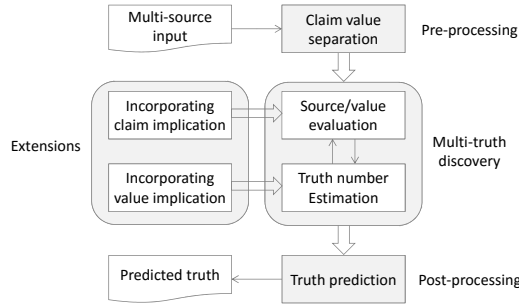 Multi-source
input
Claim value
separation
Pre-processing
Extensions
Incorporating
claim implication
Source/value
evaluation
Multi-truth
discovery
Incorporating
value implication
Truth number
Estimation
Predicted truth
Truth prediction
Post-processing